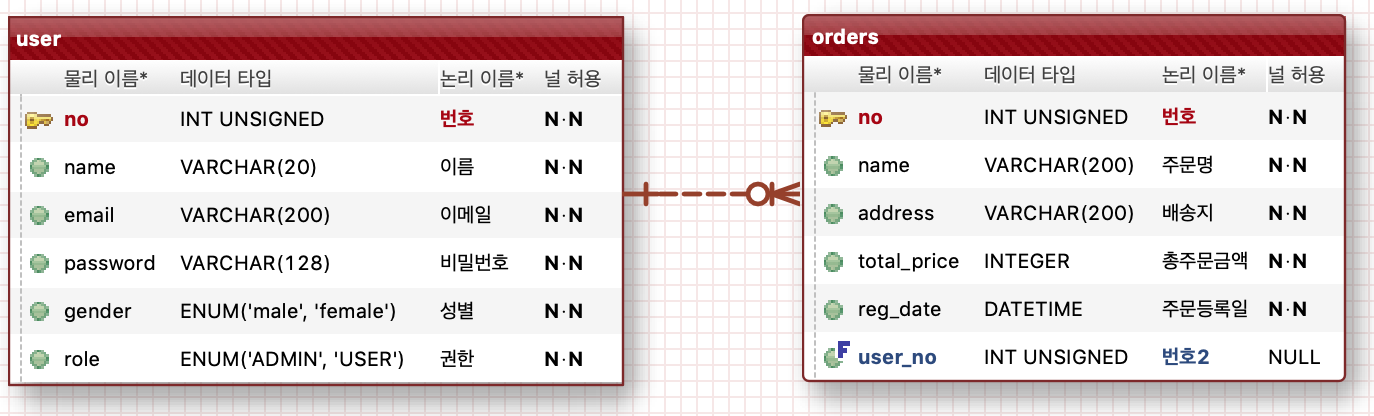 user
물리 이름* 데이터 타입 논리 이름* 널 허용
no INT UNSIGNED 번호 N·N
name VARCHAR(20) 이름 N·N
email VARCHAR(200) 이메일 N·N
password VARCHAR(128) 비밀번호 N·N
gender ENUM('male', 'female') 성별 N·N
role ENUM('ADMIN', 'USER') 권한 N·N
orders
물리 이름* 데이터 타입 논리 이름* 널 허용
no INT UNSIGNED 번호 N·N
name VARCHAR(200) 주문명 N·N
address VARCHAR(200) 배송지 N·N
total_price INTEGER 총주문금액 N·N
reg_date DATETIME 주문등록일 N·N
F user_no INT UNSIGNED 번호2 NULL